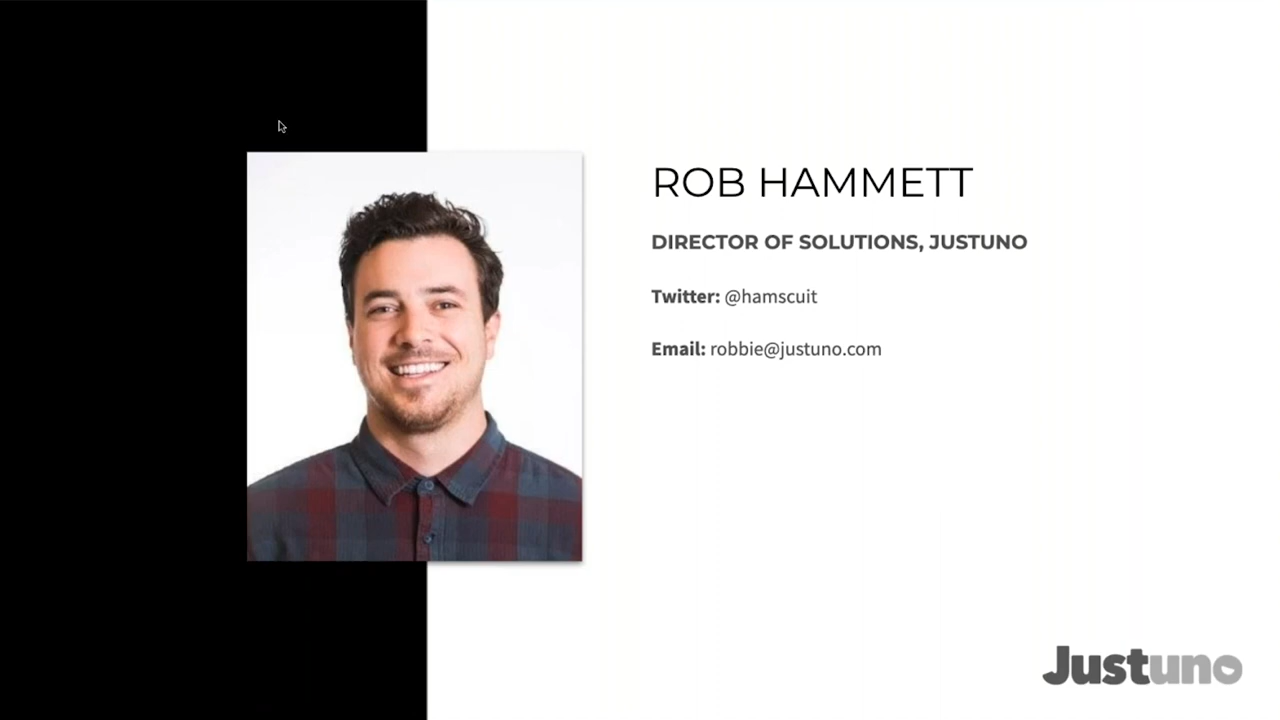 ROB HAMMETT
DIRECTOR OF SOLUTIONS, JUSTUNO
Twitter: @hamscuit
Email: robbie@justuno.com
Justuno